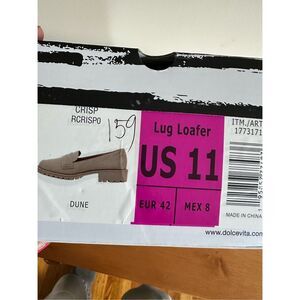 CRISP
RCRISPO
159
Lug Loafer
US 11
EUR 42
MEX 8
DUNE
ITM./ART
1773171
MADE IN CHINA
www.dolcevita.com